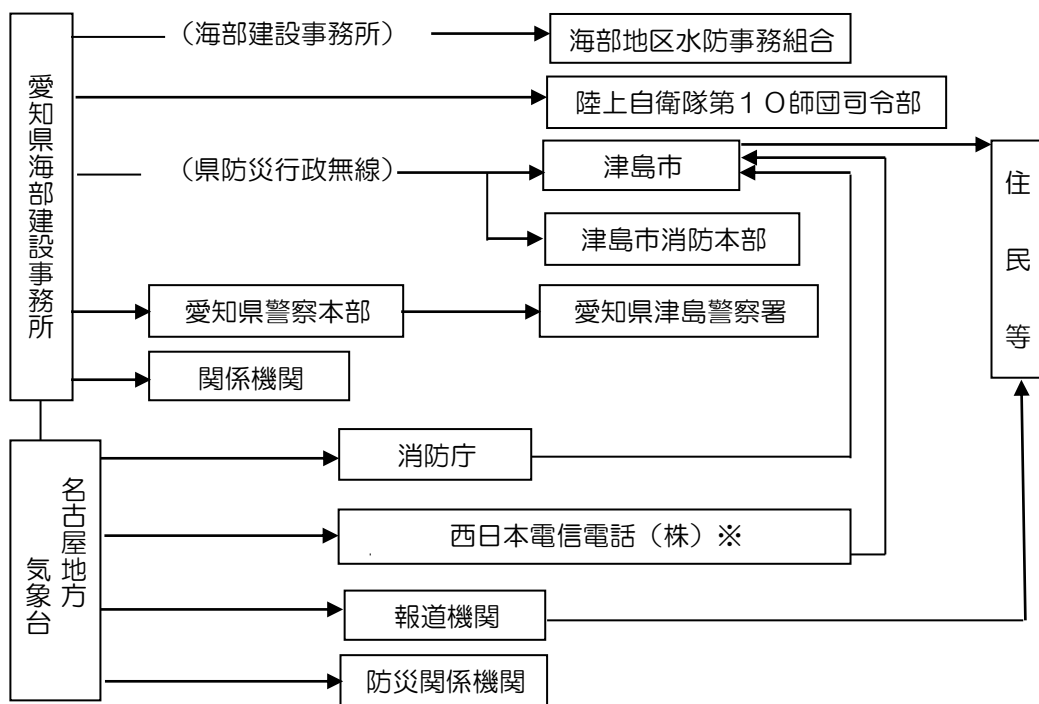 愛知県海部建設事務所
（海部建設事務所）
海部地区水防事務組合
陸上自衛隊第１０師団司令部
（県防災行政無線）
津島市
津島市消防本部
愛知県警察本部
愛知県津島警察署
関係機関
住民等
名古屋地方
気象台
消防庁
西日本電信電話（株）※
報道機関
防災関係機関